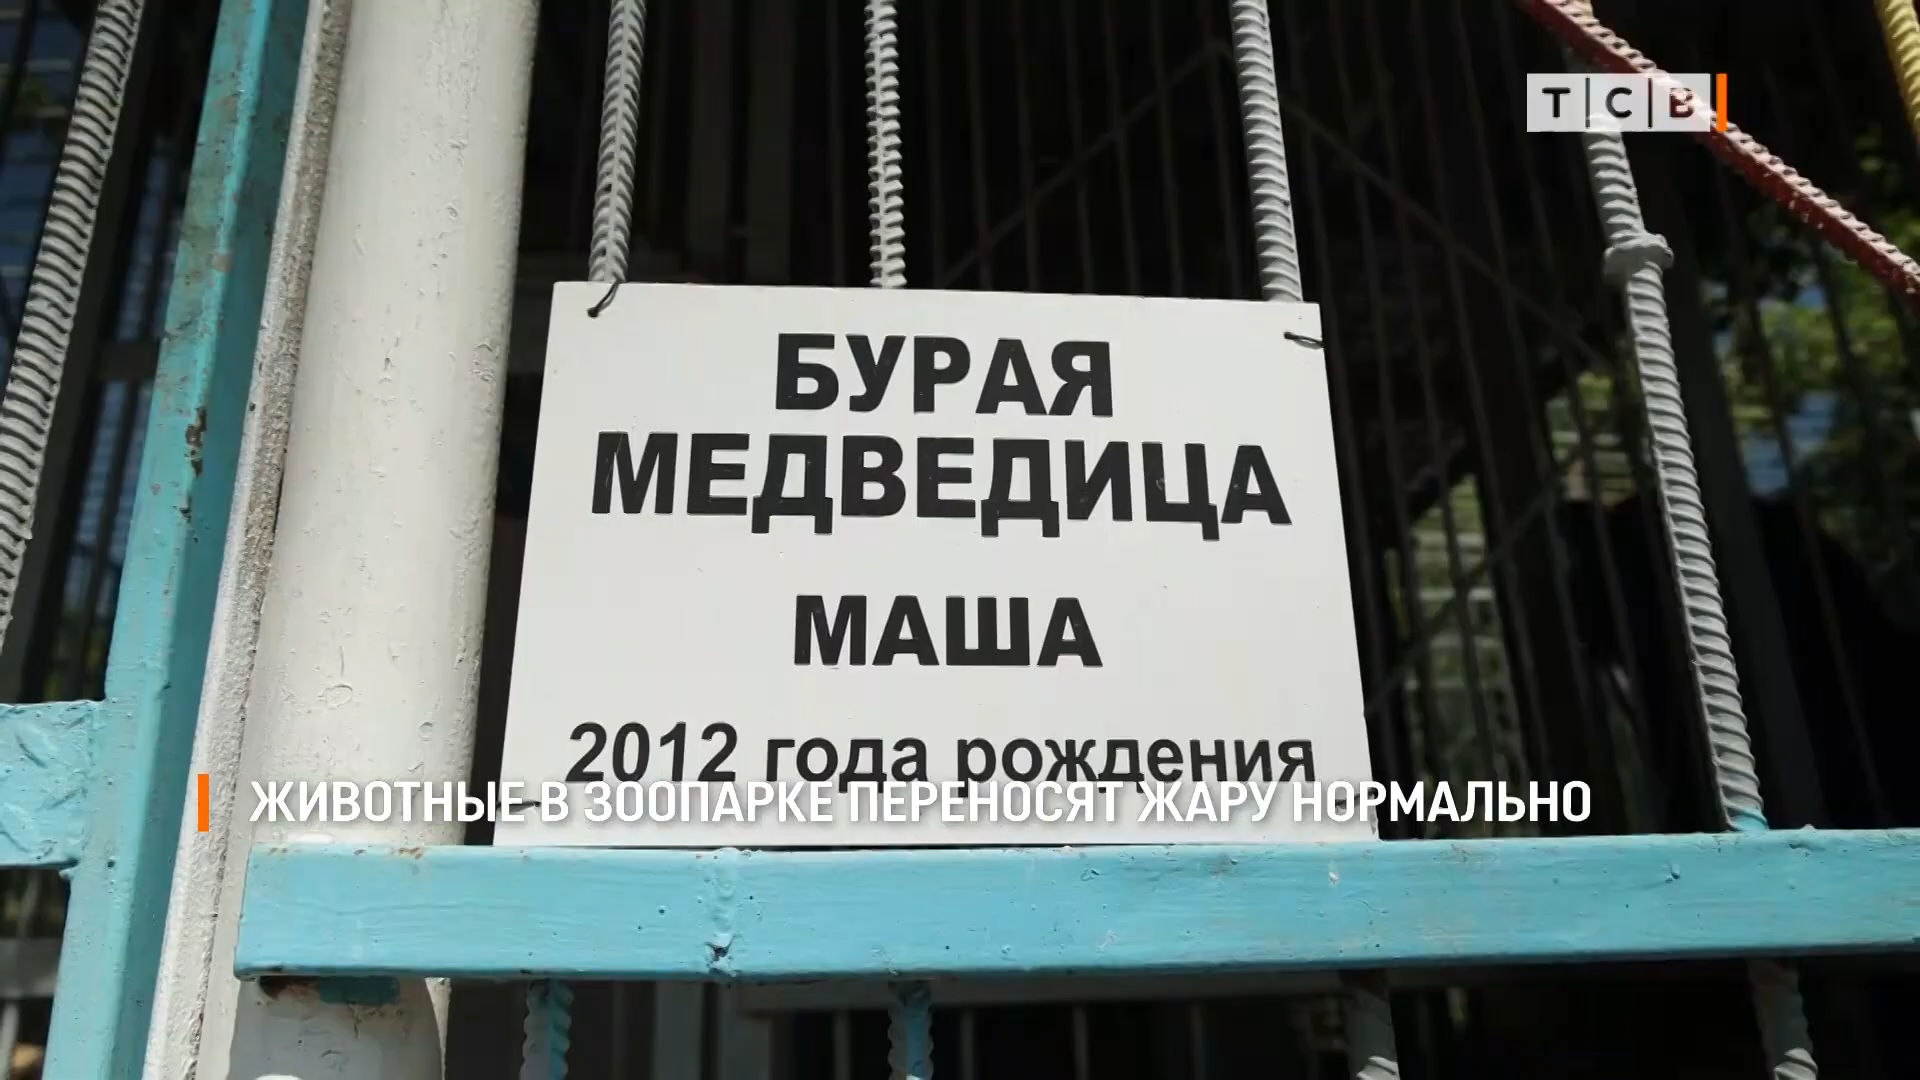 ТСВ
БУРАЯ
МЕДВЕДИЦА
МАША
2012 года рождения
ЖИВОТНЫЕ В ЗООПАРКЕ ПЕРЕНОСЯТ ЖАРУ НОРМАЛЬНО